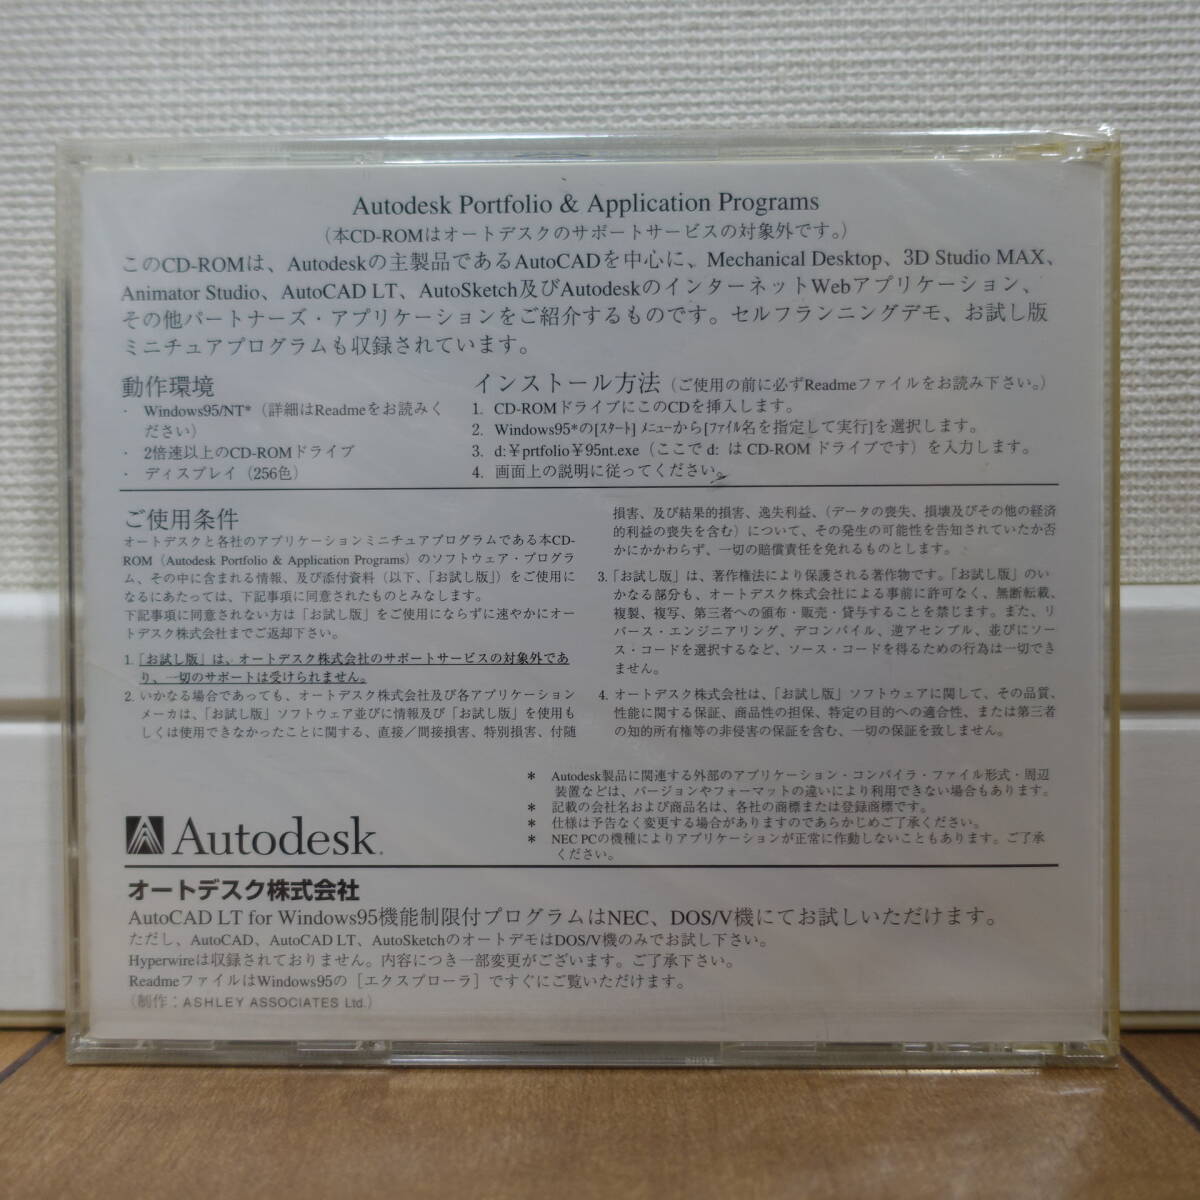 Autodesk Portfolio & Application Programs
（本CD-ROMはオートデスクのサポートサービスの対象外です。）
このCD-ROMは、Autodeskの主製品であるAutoCADを中心に、Mechanical Desktop、3D Studio MAX、
Animator Studio、AutoCAD LT、AutoSketch及びAutodeskのインターネットWebアプリケーション、
その他パートナーズ・アプリケーションをご紹介するものです。セルフランニングデモ、お試し版
ミニチュアプログラムも収録されています。
動作環境
・ Windows95/NT*（詳細はReadmeをお読みく
ださい）
・ 2倍速以上のCD-ROMドライブ
・ ディスプレイ（256色）
インストール方法（ご使用の前に必ずReadmeファイルをお読み下さい。）
1. CD-ROMドライブにこのCDを挿入します。
2. Windows95*の[ｽﾀｰﾄ] ﾒﾆｭｰから[ﾌｧｲﾙ名を指定して実行]を選択します。
3. d:￥prtfolio￥95nt.exe（ここで d: は CD-ROM ドライブです）を入力します。
4. 画面上の説明に従ってください。
ご使用条件
オートデスクと各社のアプリケーションミニチュアプログラムである本CD-
ROM（Autodesk Portfolio & Application Programs）のソフトウェア・プログラ
ム、その中に含まれる情報、及び添付資料（以下、「お試し版」）をご使用に
なるにあたっては、下記事項に同意されたものとみなします。
下記事項に同意されない方は「お試し版」をご使用にならずに速やかにオー
トデスク株式会社までご返却下さい。
1. 「お試し版」は、オートデスク株式会社のサポートサービスの対象外であ
り、一切のサポートは受けられません。
2. いかなる場合であっても、オートデスク株式会社及び各アプリケーション
メーカは、「お試し版」ソフトウェア並びに情報及び「お試し版」を使用も
しくは使用できなかったことに関する、直接／間接損害、特別損害、付随
損害、及び結果的損害、逸失利益、（データの喪失、損壊及びその他の経済
的利益の喪失を含む）について、その発生の可能性を告知されていたか否
かにかかわらず、一切の賠償責任を免れるものとします。
3. 「お試し版」は、著作権法により保護される著作物です。「お試し版」のい
かなる部分も、オートデスク株式会社による事前に許可なく、無断転載、
複製、複写、第三者への頒布・販売・貸与することを禁じます。また、リ
バース・エンジニアリング、デコンパイル、逆アセンブル、並びにソー
ス・コードを選択するなど、ソース・コードを得るための行為は一切でき
ません。
4. オートデスク株式会社は、「お試し版」ソフトウェアに関して、その品質、
性能に関する保証、商品性の担保、特定の目的への適合性、または第三者
の知的所有権等の非侵害の保証を含む、一切の保証を致しません。
* Autodesk製品に関連する外部のアプリケーション・コンパイラ・ファイル形式・周辺
装置などは、バージョンやフォーマットの違いにより利用できない場合もあります。
* 記載の会社名および商品名は、各社の商標または登録商標です。
* 仕様は予告なく変更する場合がありますのであらかじめご了承ください。
* NEC PCの機種によりアプリケーションが正常に作動しないこともあります。ご了承
ください。
Autodesk.
オートデスク株式会社
AutoCAD LT for Windows95機能制限付プログラムはNEC、DOS/V機にてお試しいただけます。
ただし、AutoCAD、AutoCAD LT、AutoSketchのオートデモはDOS/V機のみでお試し下さい。
Hyperwireは収録されておりません。内容につき一部変更がございます。ご了承下さい。
ReadmeファイルはWindows95の［エクスプローラ］ですぐにご覧いただけます。
（制作：ASHLEY ASSOCIATES Ltd.）